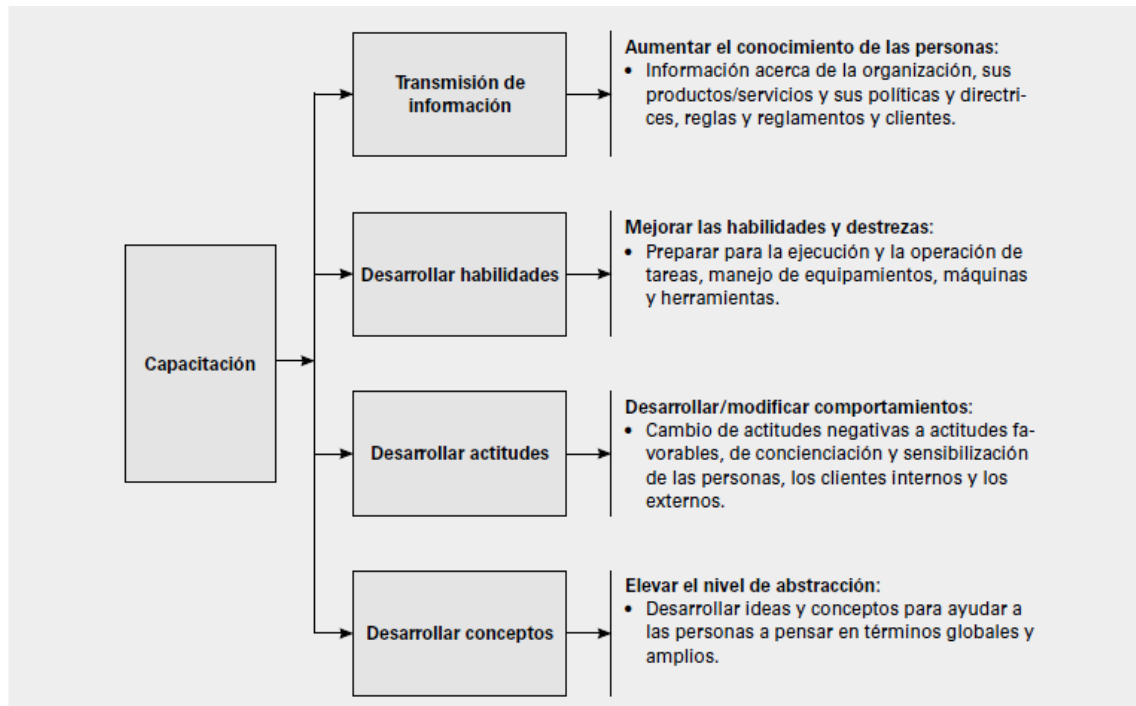 Transmisión de
información
Aumentar el conocimiento de las personas:
• Información acerca de la organización, sus
productos/servicios y sus políticas y directri-
ces, reglas y reglamentos y clientes.
Capacitación
Desarrollar habilidades
Mejorar las habilidades y destrezas:
• Preparar para la ejecución y la operación de
tareas, manejo de equipamientos, máquinas
y herramientas.
Desarrollar actitudes
Desarrollar/modificar comportamientos:
• Cambio de actitudes negativas a actitudes fa-
vorables, de concienciación y sensibilización
de las personas, los clientes internos y los
externos.
Desarrollar conceptos
Elevar el nivel de abstracción:
• Desarrollar ideas y conceptos para ayudar a
las personas a pensar en términos globales y
amplios.